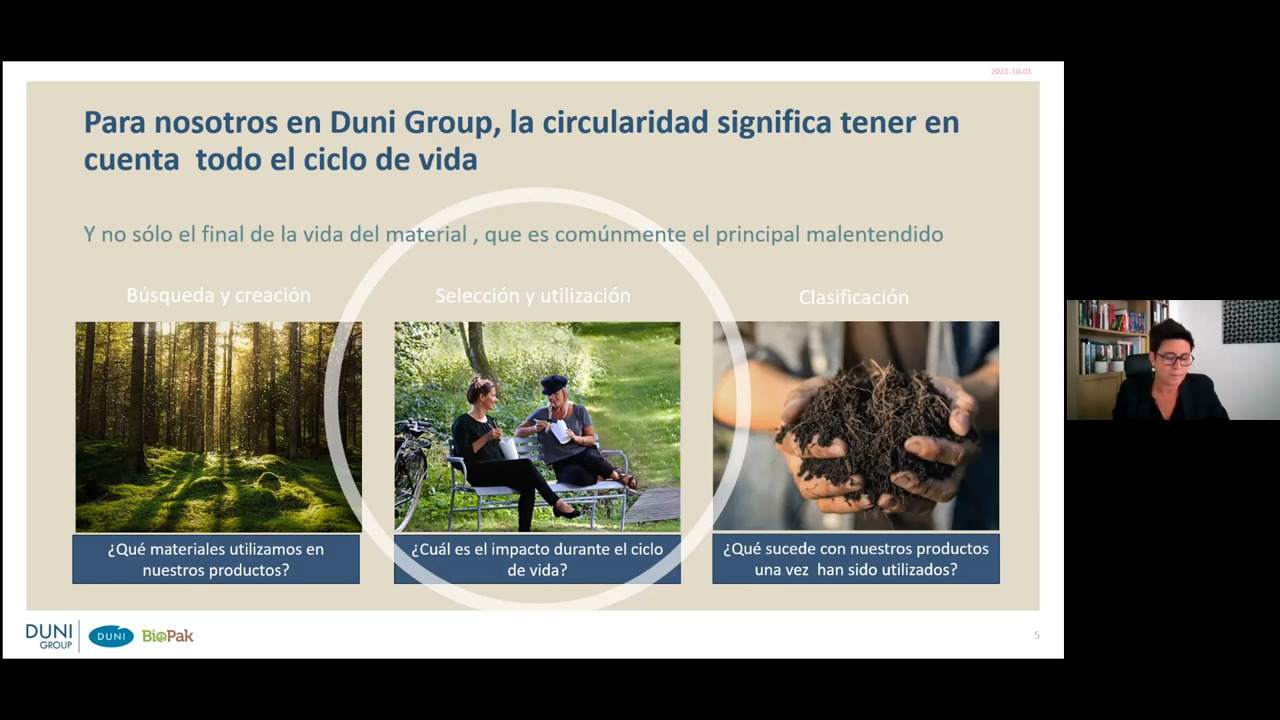 2021-10-01
Para nosotros en Duni Group, la circularidad significa tener en
cuenta  todo el ciclo de vida
Y no sólo el final de la vida del material , que es comúnmente el principal malentendido
Búsqueda y creación
Selección y utilización
Clasificación
¿Qué materiales utilizamos en
nuestros productos?
¿Cuál es el impacto durante el ciclo
de vida?
¿Qué sucede con nuestros productos
una vez  han sido utilizados?
DUNI
GROUP
DUNI
BioPak
5